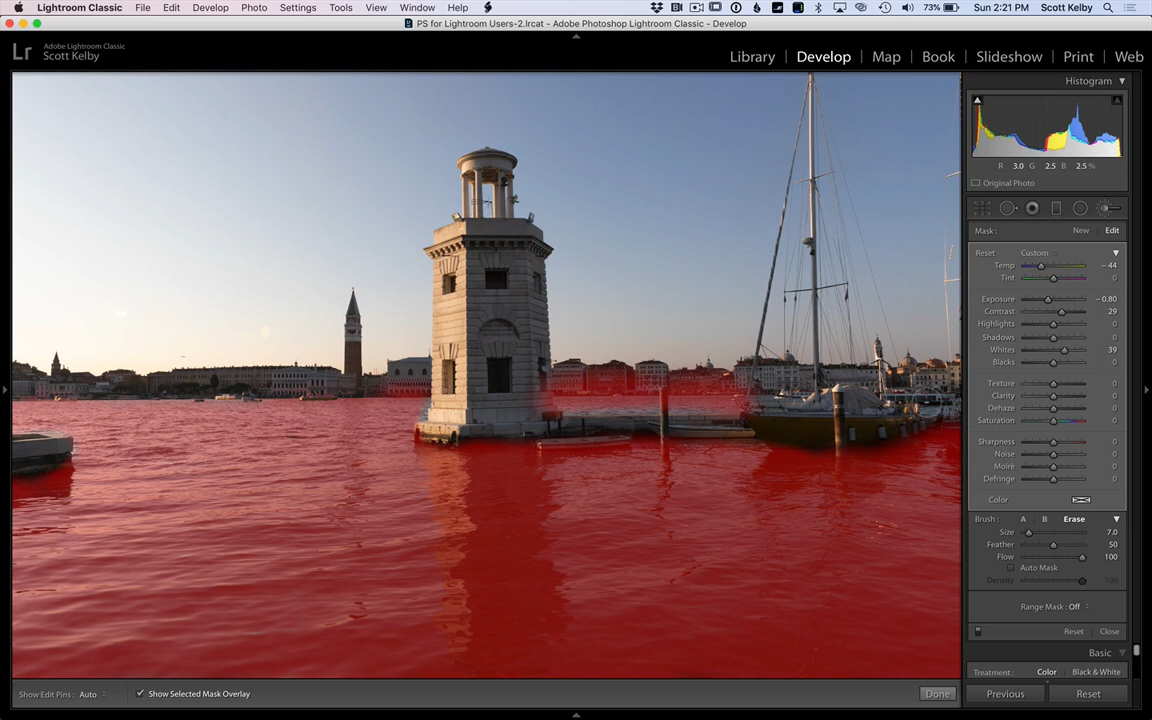 Lightroom Classic File Edit Develop Photo Settings Tools View Window Help 73% Sun 2:21 PM Scott Kelby
PS for Lightroom Users-2.lrcat - Adobe Photoshop Lightroom Classic - Develop
Lr Adobe Lightroom Classic
Scott Kelby
Library | Develop | Map | Book | Slideshow | Print | Web
Histogram
R 3.0 G 2.5 B 2.5 %
Original Photo
Mask : New Edit
Reset Custom
Temp – 44
Tint 0
Exposure – 0.80
Contrast 29
Highlights 0
Shadows 0
Whites 39
Blacks 0
Texture 0
Clarity 0
Dehaze 0
Saturation 0
Sharpness 0
Noise 0
Moiré 0
Defringe 0
Color
Brush : A B Erase
Size 7.0
Feather 50
Flow 100
Auto Mask
Density 100
Range Mask : Off
Reset Close
Basic
Treatment : Color Black & White
Show Edit Pins : Auto Show Selected Mask Overlay Done Previous Reset